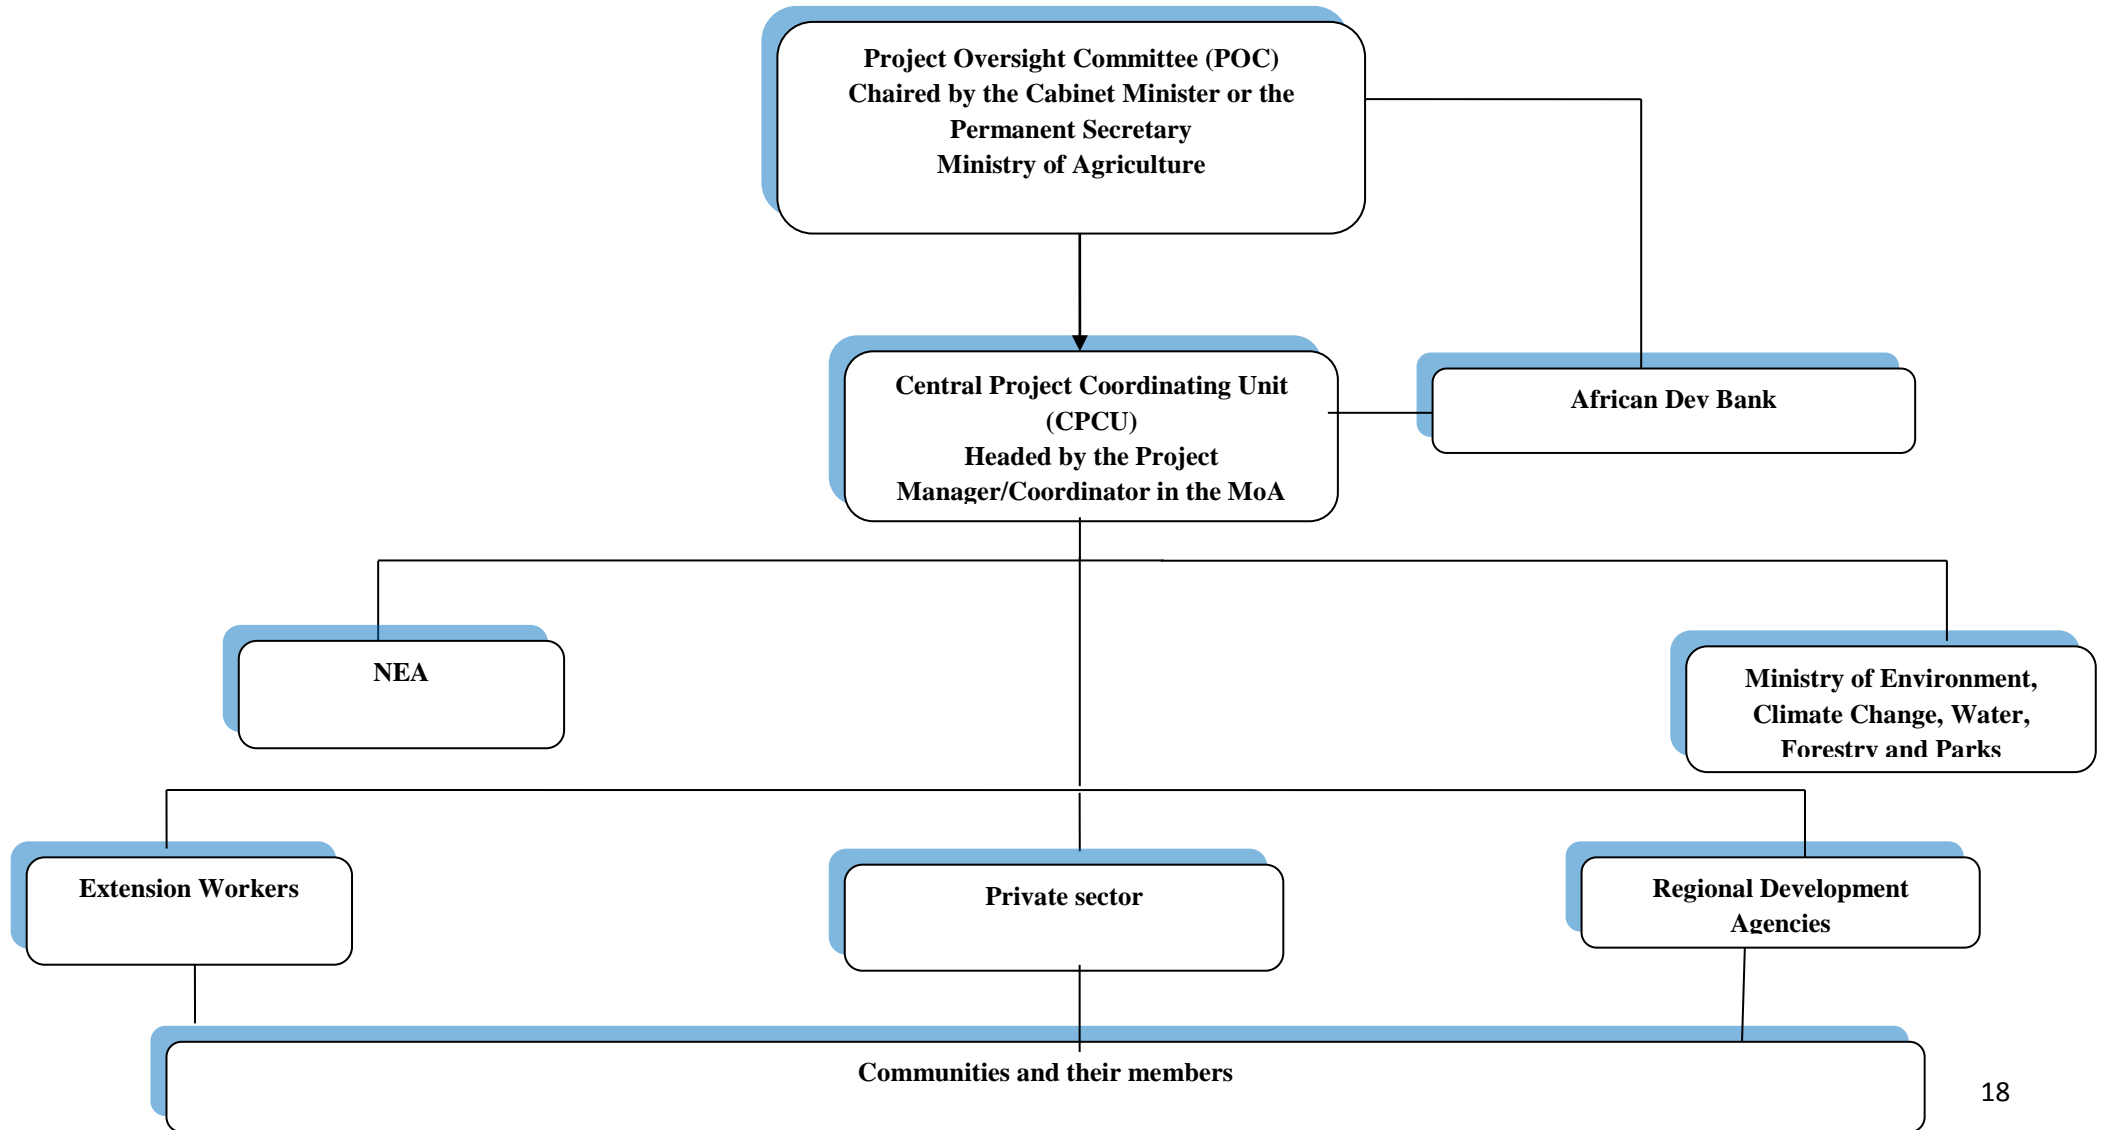 Project Oversight Committee (POC)
Chaired by the Cabinet Minister or the
Permanent Secretary
Ministry of Agriculture
Central Project Coordinating Unit
(CPCU)
Headed by the Project
Manager/Coordinator in the MoA
African Dev Bank
NEA
Ministry of Environment,
Climate Change, Water,
Forestry and Parks
Extension Workers
Private sector
Regional Development
Agencies
Communities and their members
18